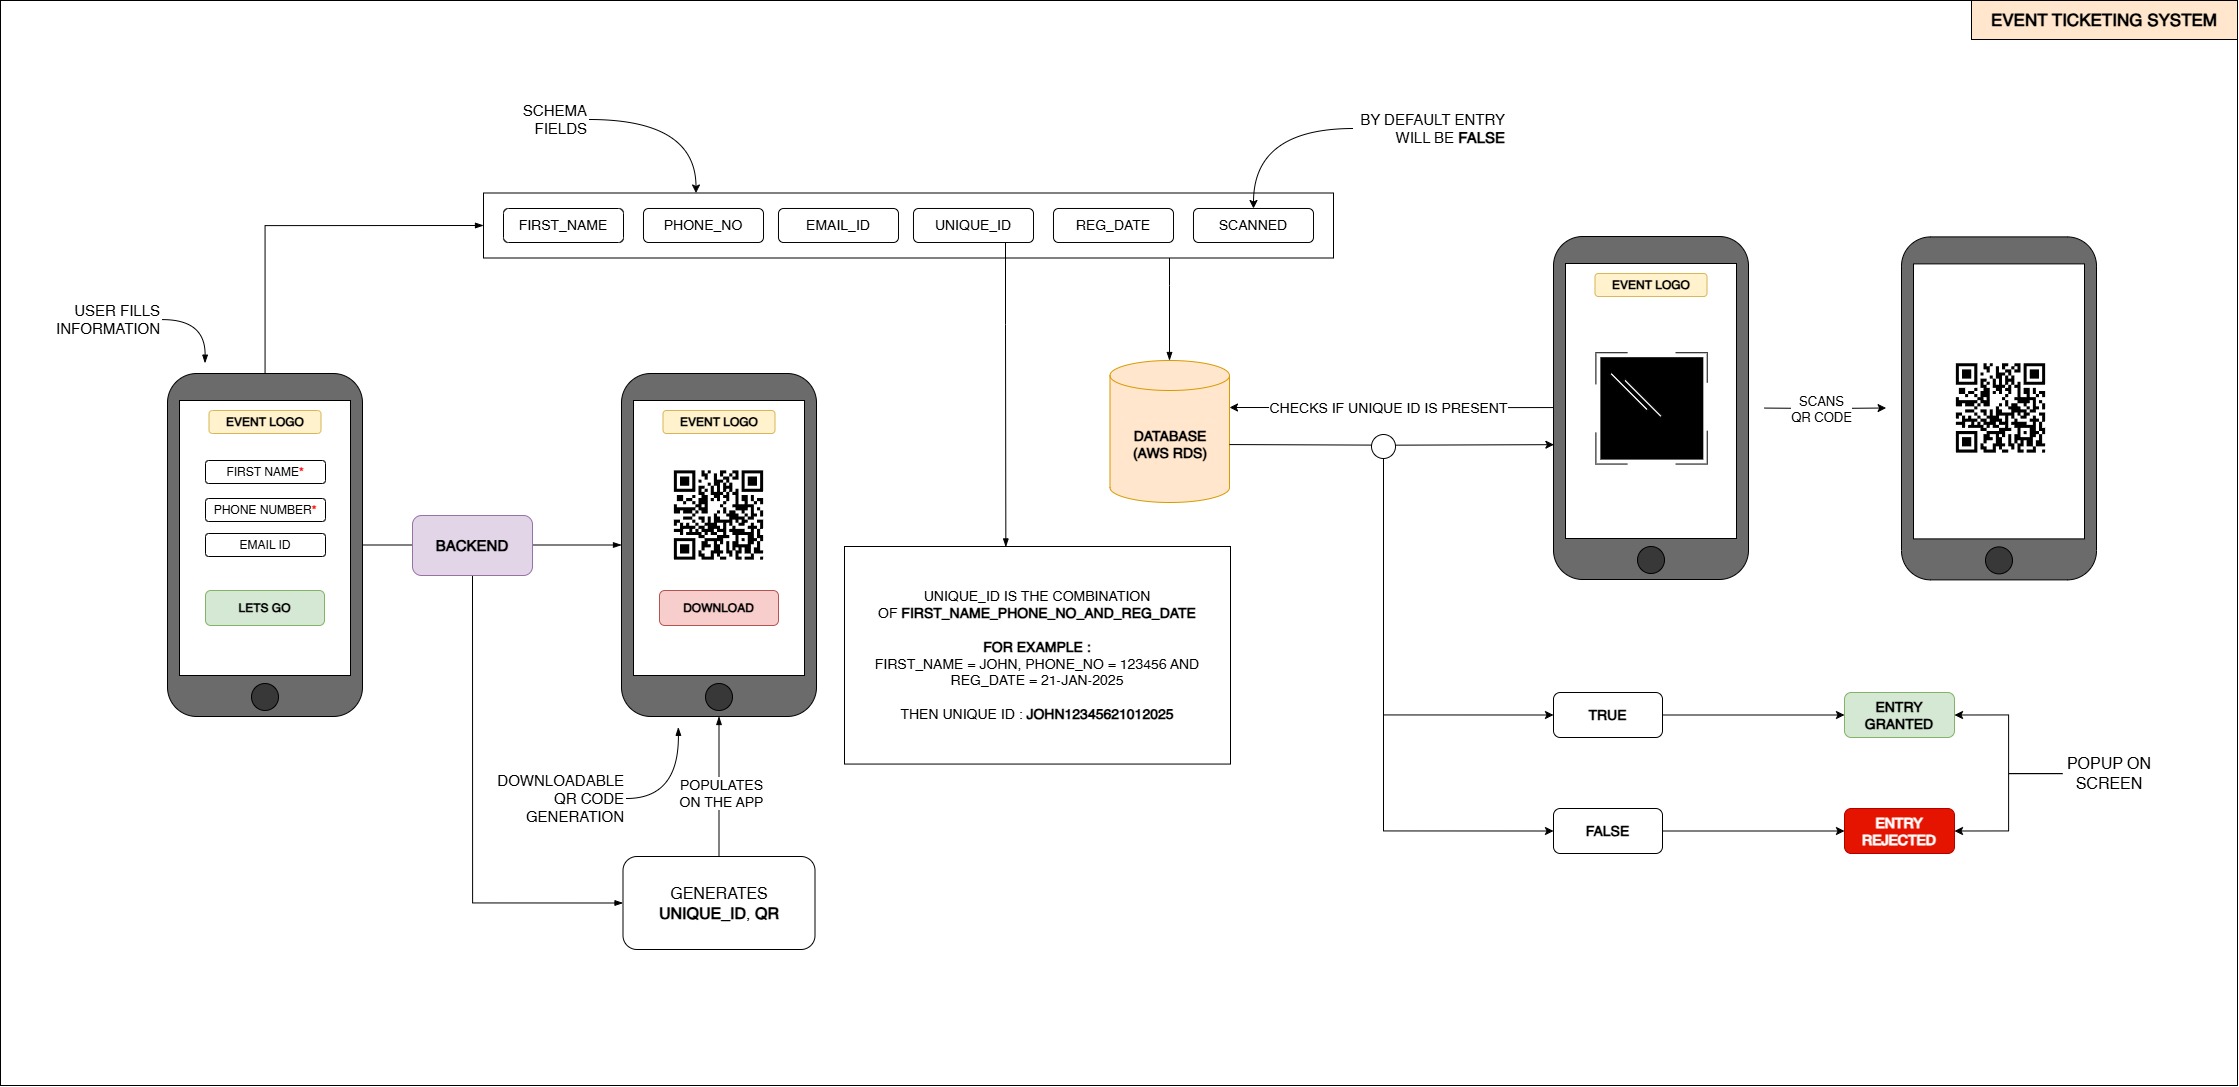 EVENT TICKETING SYSTEM
SCHEMA
FIELDS
BY DEFAULT ENTRY
WILL BE FALSE
FIRST_NAME
PHONE_NO
EMAIL_ID
UNIQUE_ID
REG_DATE
SCANNED
USER FILLS
INFORMATION
EVENT LOGO
FIRST NAME*
PHONE NUMBER*
EMAIL ID
LETS GO
BACKEND
EVENT LOGO
DOWNLOAD
DOWNLOADABLE
QR CODE
GENERATION
POPULATES
ON THE APP
GENERATES
UNIQUE_ID, QR
UNIQUE_ID IS THE COMBINATION
OF FIRST_NAME_PHONE_NO_AND_REG_DATE
FOR EXAMPLE :
FIRST_NAME = JOHN, PHONE_NO = 123456 AND
REG_DATE = 21-JAN-2025
THEN UNIQUE ID : JOHN12345621012025
DATABASE
(AWS RDS)
CHECKS IF UNIQUE ID IS PRESENT
EVENT LOGO
SCANS
QR CODE
TRUE
ENTRY
GRANTED
FALSE
ENTRY
REJECTED
POPUP ON
SCREEN